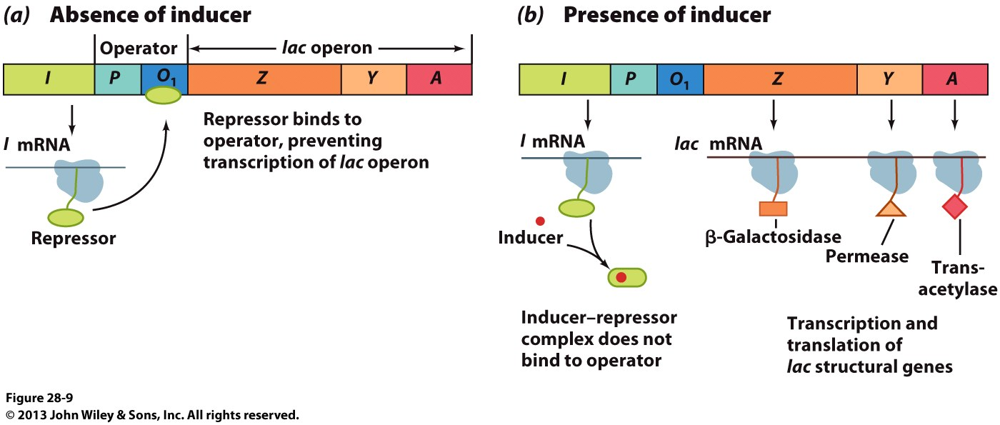 (a) Absence of inducer
Operator
lac operon
I P O1 Z Y A
Repressor binds to
operator, preventing
transcription of lac operon
I mRNA
Repressor
(b) Presence of inducer
I P O1 Z Y A
I mRNA
lac mRNA
Inducer
β-Galactosidase
Permease
Trans-
acetylase
Inducer–repressor
complex does not
bind to operator
Transcription and
translation of
lac structural genes
Figure 28-9
© 2013 John Wiley & Sons, Inc. All rights reserved.